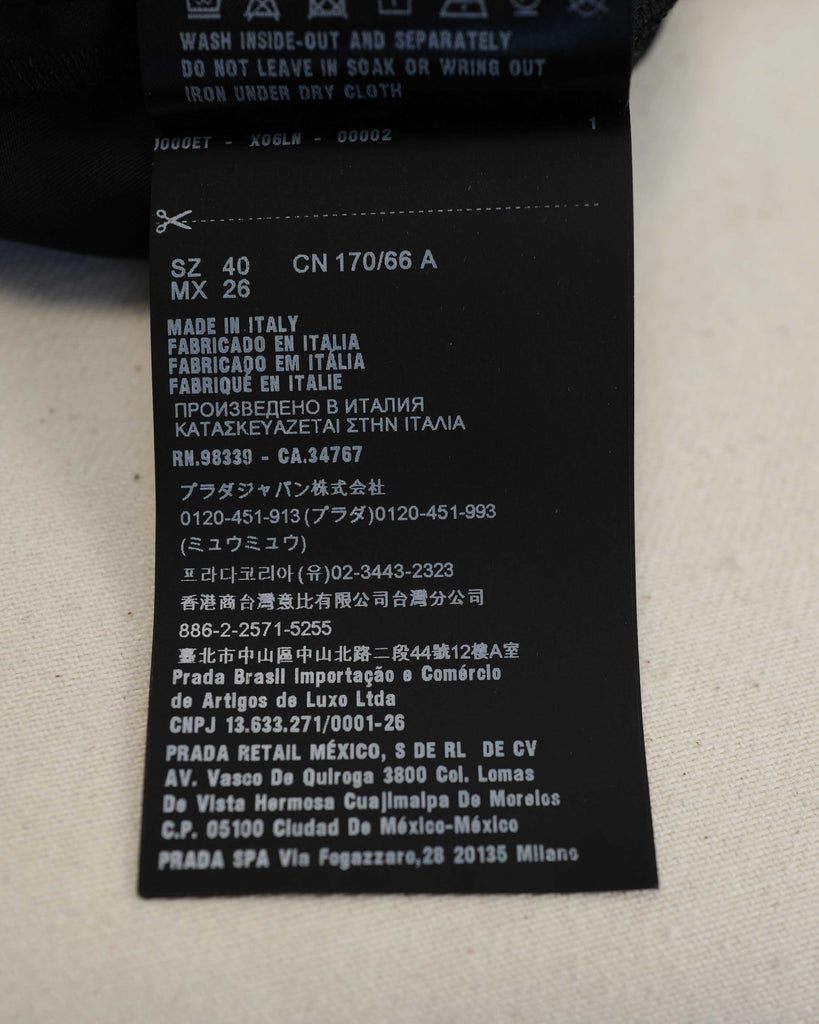 WASH INSIDE-OUT AND SEPARATELY
DO NOT LEAVE IN SOAK OR WRING OUT
IRON UNDER DRY CLOTH
000ET - X06LN - 00002 1
SZ 40 CN 170/66 A
MX 26
MADE IN ITALY
FABRICADO EN ITALIA
FABRICADO EM ITÁLIA
FABRIQUÉ EN ITALIE
ПРОИЗВЕДЕНО В ИТАЛИЯ
ΚΑΤΑΣΚΕΥΑΖΕΤΑΙ ΣΤΗΝ ΙΤΑΛΙΑ
RN.98339 - CA.34767
プラダジャパン株式会社
0120-451-913(プラダ)0120-451-993
(ミュウミュウ)
프라다코리아(유)02-3443-2323
香港商台灣意比有限公司台灣分公司
886-2-2571-5255
臺北市中山區中山北路二段44號12樓A室
Prada Brasil Importação e Comércio
de Artigos de Luxo Ltda
CNPJ 13.633.271/0001-26
PRADA RETAIL MÉXICO, S DE RL DE CV
AV. Vasco De Quiroga 3800 Col. Lomas
De Vista Hermosa Cuajimalpa De Morelos
C.P. 05100 Ciudad De México-México
PRADA SPA Via Fogazzaro,28 20135 Milano